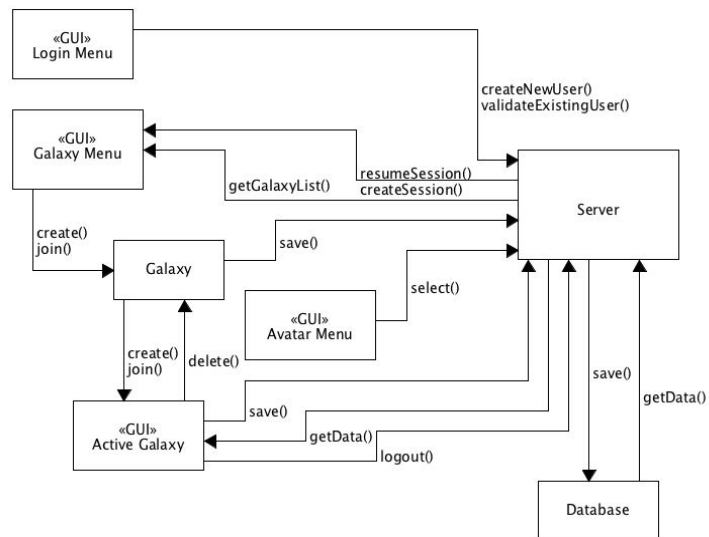 «GUI»
Login Menu
createNewUser()
validateExistingUser()
«GUI»
Galaxy Menu
resumeSession()
getGalaxyList()
createSession()
Server
create()
join()
Galaxy
save()
select()
«GUI»
Avatar Menu
create()
join()
delete()
save()
getData()
save()
«GUI»
Active Galaxy
getData()
logout()
Database